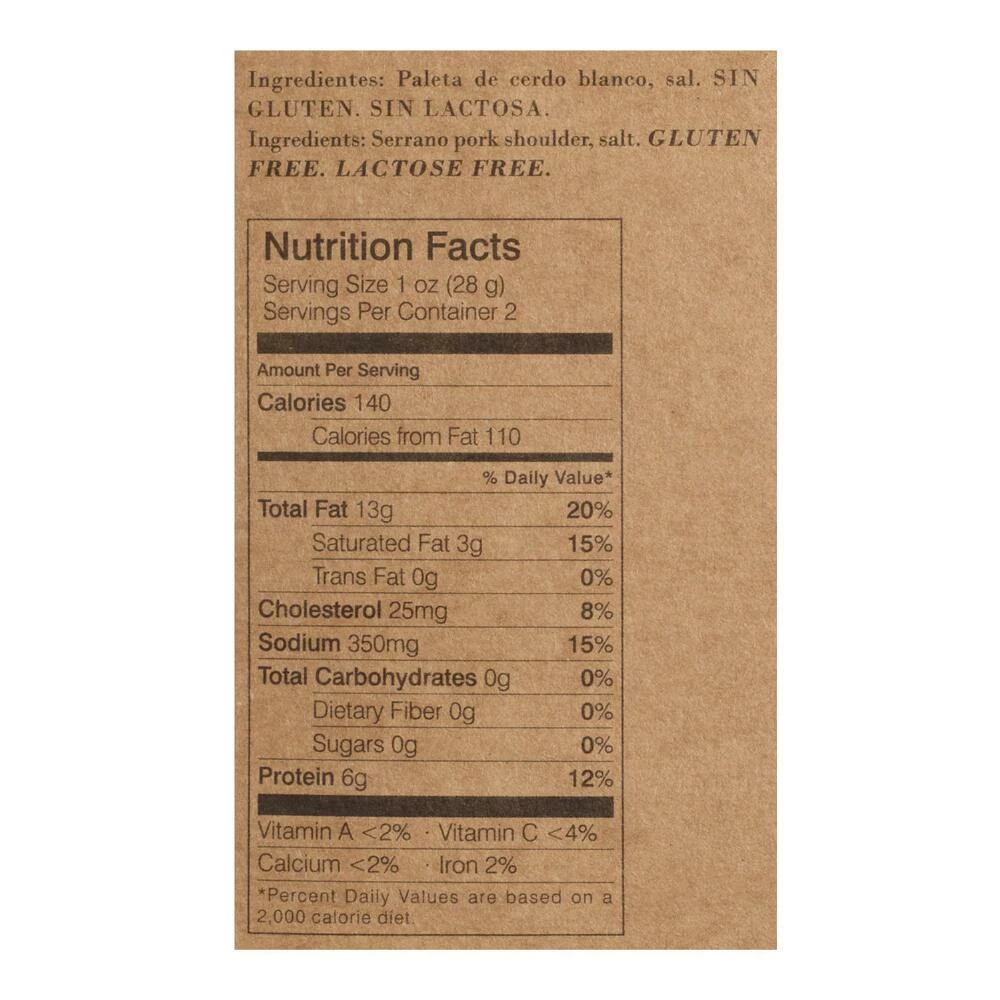 Ingredientes: Paleta de cerdo blanco, sal. SIN
GLUTEN. SIN LACTOSA.
Ingredients: Serrano pork shoulder, salt. GLUTEN
FREE. LACTOSE FREE.
Nutrition Facts
Serving Size 1 oz (28 g)
Servings Per Container 2
Amount Per Serving
Calories 140
Calories from Fat 110
% Daily Value*
Total Fat 13g 20%
Saturated Fat 3g 15%
Trans Fat 0g 0%
Cholesterol 25mg 8%
Sodium 350mg 15%
Total Carbohydrates 0g 0%
Dietary Fiber 0g 0%
Sugars 0g 0%
Protein 6g 12%
Vitamin A <2% · Vitamin C <4%
Calcium <2% · Iron 2%
*Percent Daily Values are based on a
2,000 calorie diet.